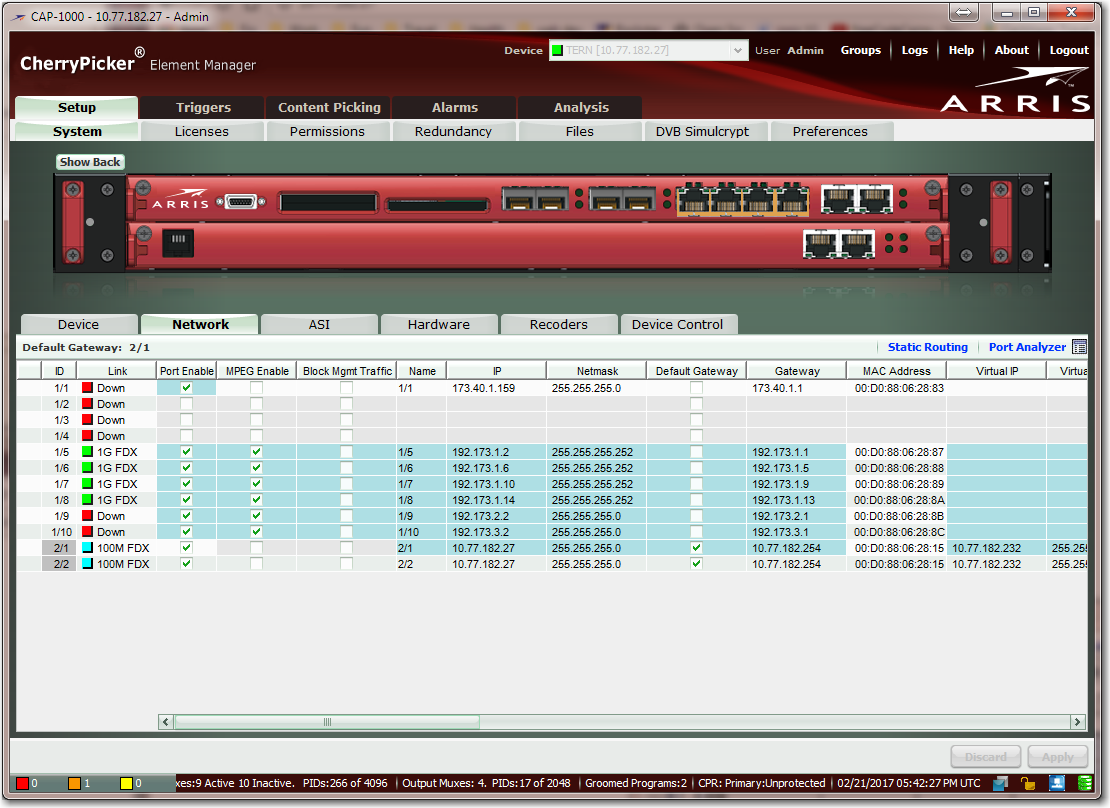 CAP-1000 - 10.77.182.27 - Admin
CherryPicker® Element Manager
Device TERN [10.77.182.27] User Admin Groups Logs Help About Logout
ARRIS
Setup Triggers Content Picking Alarms Analysis
System Licenses Permissions Redundancy Files DVB Simulcrypt Preferences
Show Back
ARRIS
Device Network ASI Hardware Recoders Device Control
Default Gateway: 2/1 Static Routing Port Analyzer
ID Link Port Enable MPEG Enable Block Mgmt Traffic Name IP Netmask Default Gateway Gateway MAC Address Virtual IP Virtua
1/1 Down 1/1 173.40.1.159 255.255.255.0 173.40.1.1 00:D0:88:06:28:83
1/2 Down
1/3 Down
1/4 Down
1/5 1G FDX 1/5 192.173.1.2 255.255.255.252 192.173.1.1 00:D0:88:06:28:87
1/6 1G FDX 1/6 192.173.1.6 255.255.255.252 192.173.1.5 00:D0:88:06:28:88
1/7 1G FDX 1/7 192.173.1.10 255.255.255.252 192.173.1.9 00:D0:88:06:28:89
1/8 1G FDX 1/8 192.173.1.14 255.255.255.252 192.173.1.13 00:D0:88:06:28:8A
1/9 Down 1/9 192.173.2.2 255.255.255.0 192.173.2.1 00:D0:88:06:28:8B
1/10 Down 1/10 192.173.3.2 255.255.255.0 192.173.3.1 00:D0:88:06:28:8C
2/1 100M FDX 2/1 10.77.182.27 255.255.255.0 10.77.182.254 00:D0:88:06:28:15 10.77.182.232 255.255
2/2 100M FDX 2/2 10.77.182.27 255.255.255.0 10.77.182.254 00:D0:88:06:28:15 10.77.182.232 255.255
Discard Apply
0 1 0 xes:9 Active 10 Inactive. PIDs:266 of 4096 Output Muxes: 4. PIDs:17 of 2048 Groomed Programs:2 CPR: Primary:Unprotected 02/21/2017 05:42:27 PM UTC